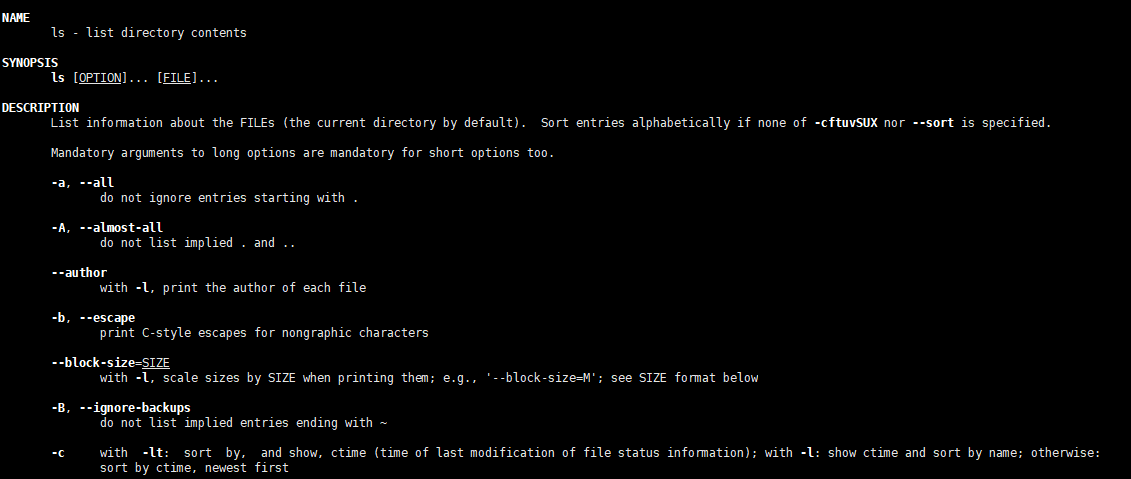 NAME
ls - list directory contents
SYNOPSIS
ls [OPTION]... [FILE]...
DESCRIPTION
List information about the FILEs (the current directory by default).  Sort entries alphabetically if none of -cftuvSUX nor --sort is specified.
Mandatory arguments to long options are mandatory for short options too.
-a, --all
do not ignore entries starting with .
-A, --almost-all
do not list implied . and ..
--author
with -l, print the author of each file
-b, --escape
print C-style escapes for nongraphic characters
--block-size=SIZE
with -l, scale sizes by SIZE when printing them; e.g., '--block-size=M'; see SIZE format below
-B, --ignore-backups
do not list implied entries ending with ~
-c     with  -lt:  sort  by,  and show, ctime (time of last modification of file status information); with -l: show ctime and sort by name; otherwise:
sort by ctime, newest first